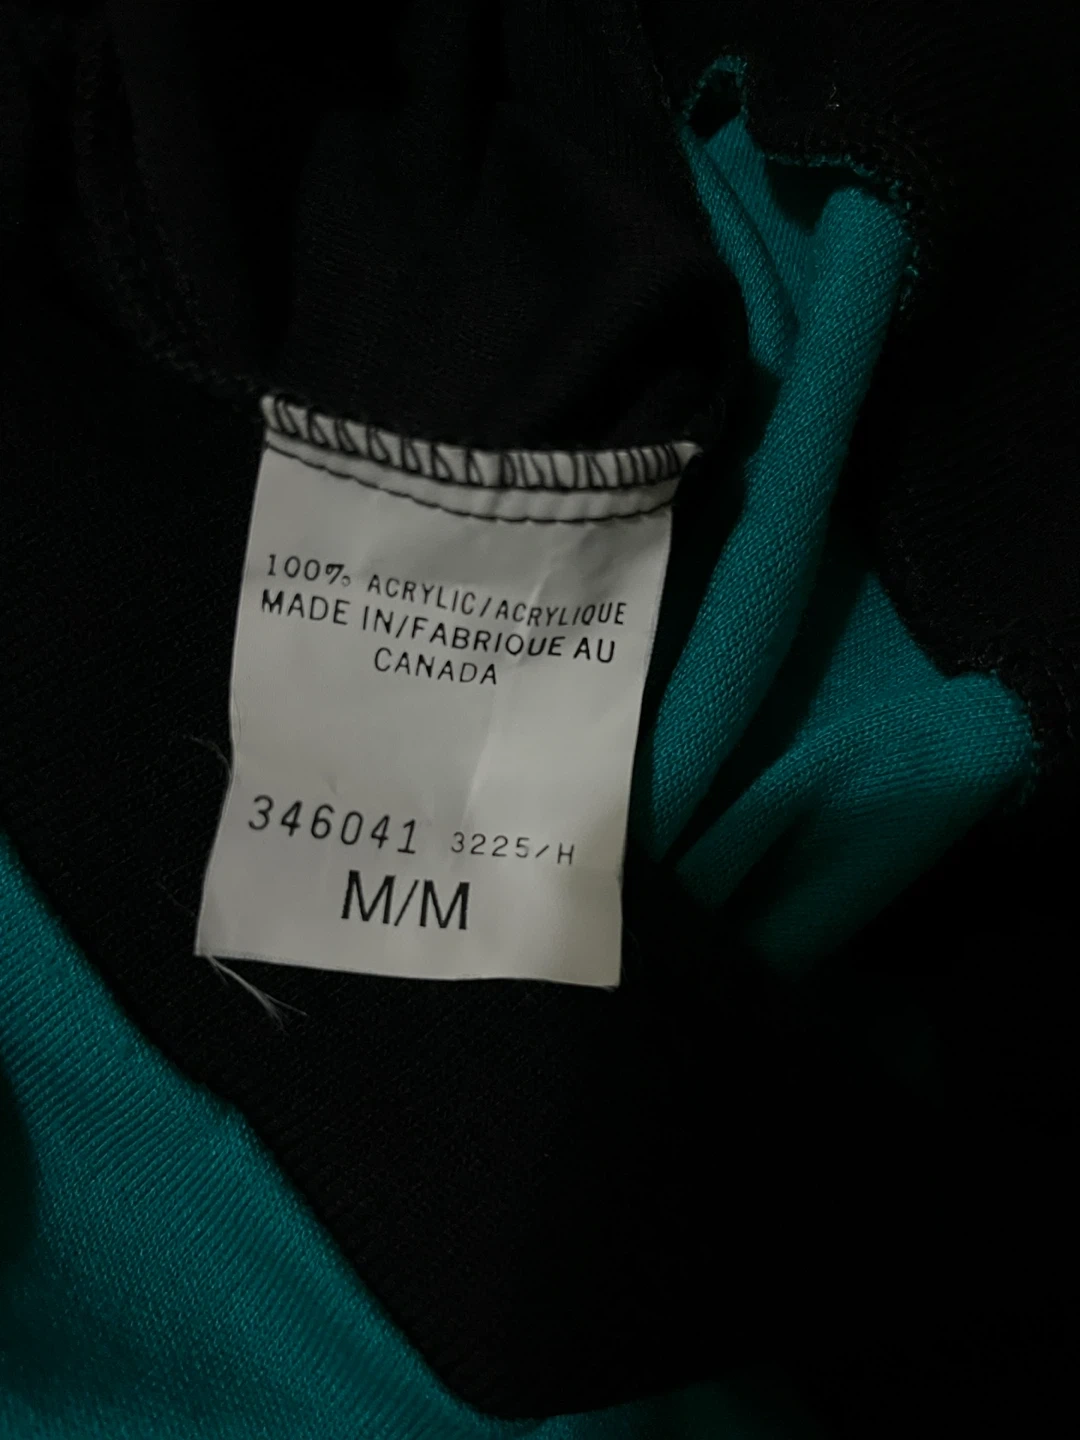 100% ACRYLIC/ACRYLIQUE
MADE IN/FABRIQUE AU
CANADA
346041 3225/H
M/M